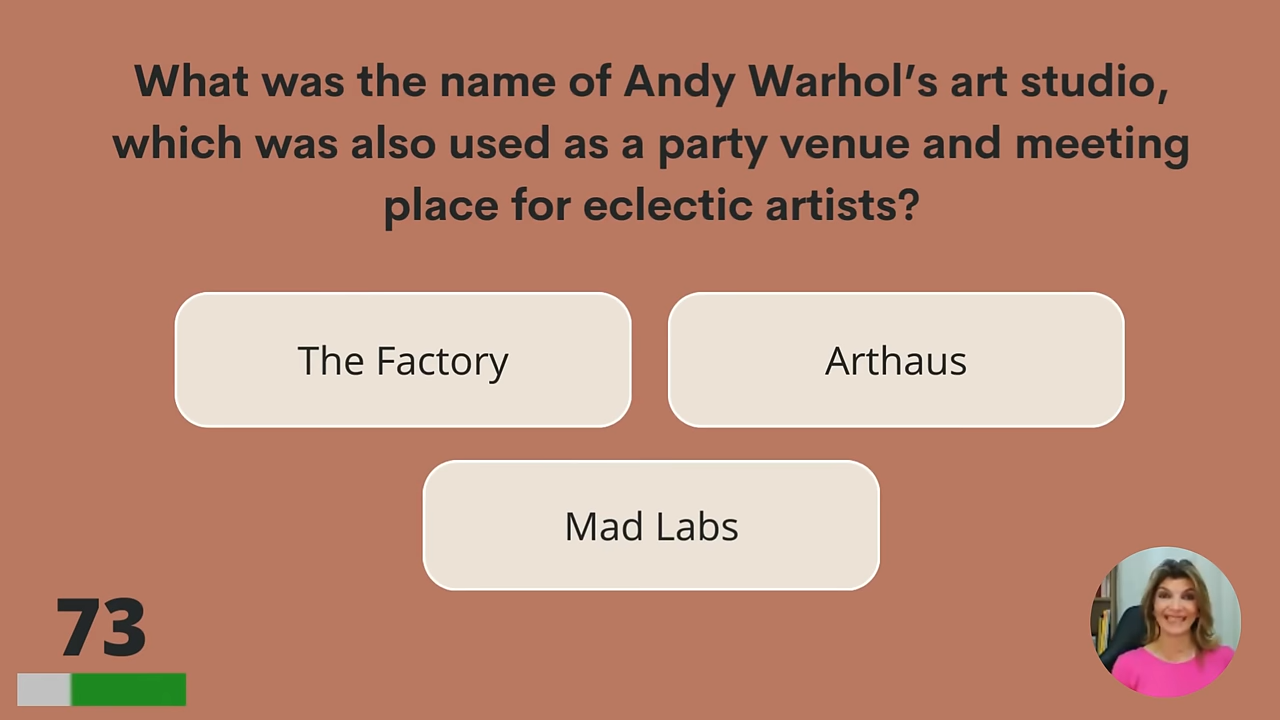 What was the name of Andy Warhol’s art studio,
which was also used as a party venue and meeting
place for eclectic artists?
The Factory
Arthaus
Mad Labs
73